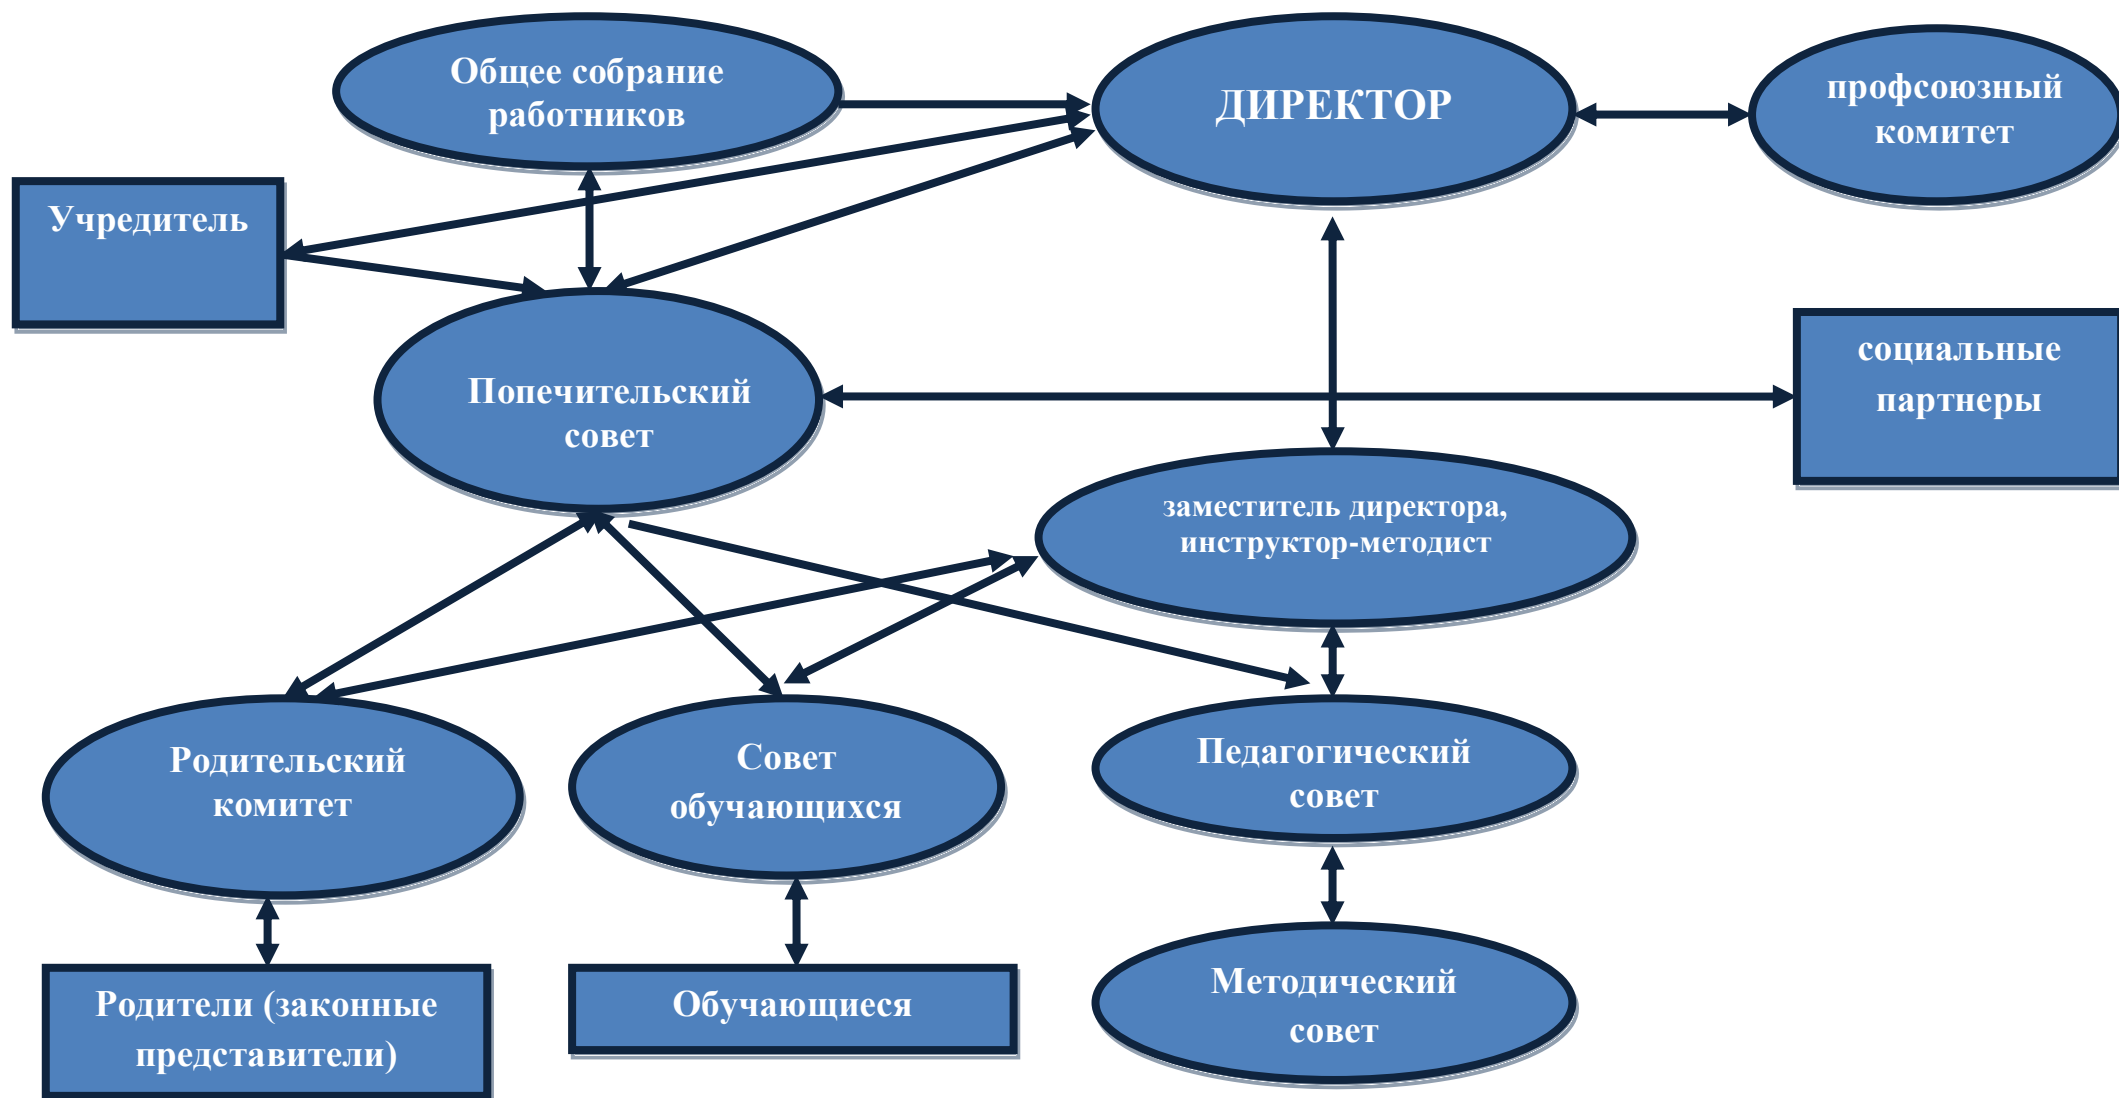 Общее собрание
работников
ДИРЕКТОР
профсоюзный
комитет
Учредитель
социальные
партнеры
Попечительский
совет
заместитель директора,
инструктор-методист
Родительский
комитет
Совет
обучающихся
Педагогический
совет
Родители (законные
представители)
Обучающиеся
Методический
совет